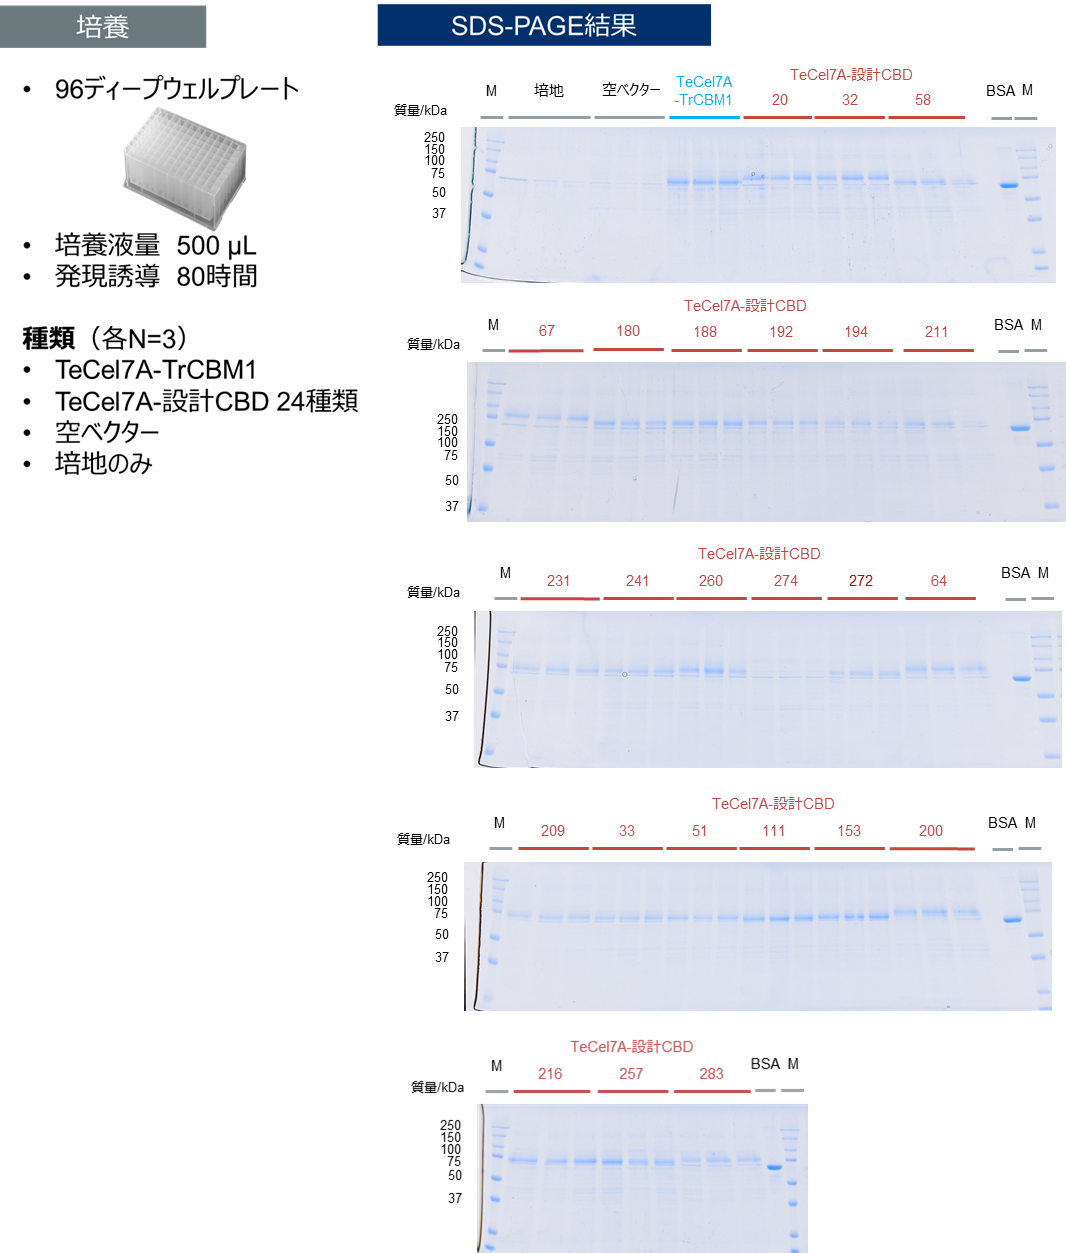 培養
SDS-PAGE結果
• 96ディープウェルプレート
• 培養液量 500 μL
• 発現誘導 80時間
種類（各N=3）
• TeCel7A-TrCBM1
• TeCel7A-設計CBD 24種類
• 空ベクター
• 培地のみ
質量/kDa
M
培地
空ベクター
TeCel7A
-TrCBM1
TeCel7A-設計CBD
20 32 58
BSA M
250
150
100
75
50
37
TeCel7A-設計CBD
質量/kDa
M 67 180 188 192 194 211 BSA M
250
150
100
75
50
37
TeCel7A-設計CBD
質量/kDa
M 231 241 260 274 272 64 BSA M
250
150
100
75
50
37
TeCel7A-設計CBD
質量/kDa
M 209 33 51 111 153 200 BSA M
250
150
100
75
50
37
TeCel7A-設計CBD
質量/kDa
M 216 257 283 BSA M
250
150
100
75
50
37